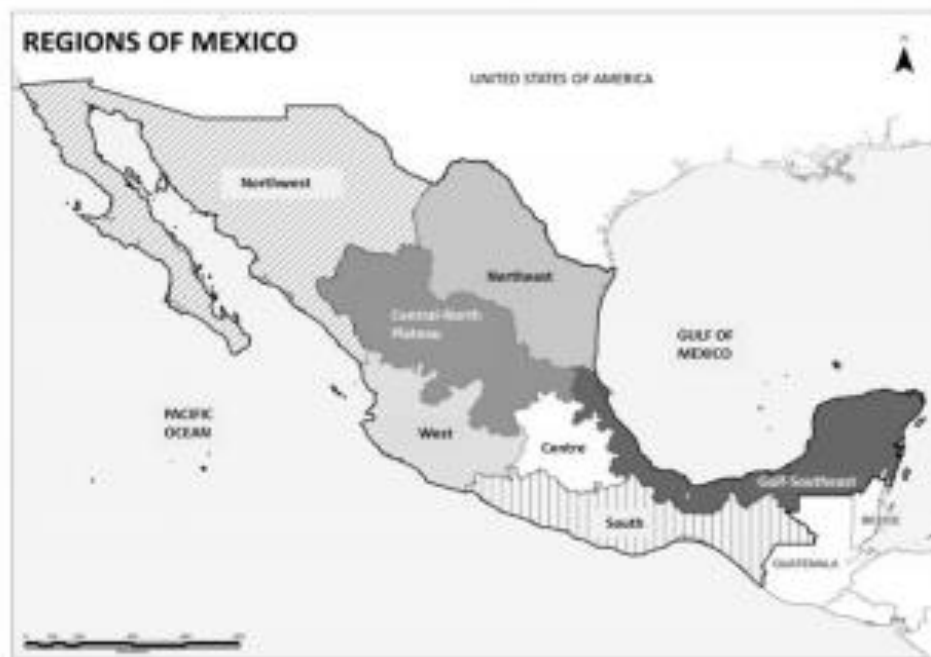 REGIONS OF MEXICO
UNITED STATES OF AMERICA
Northwest
Northeast
Central-North
Plateau
GULF OF
MEXICO
PACIFIC
OCEAN
West
Centre
Gulf-Southeast
South
BELIZE
GUATEMALA